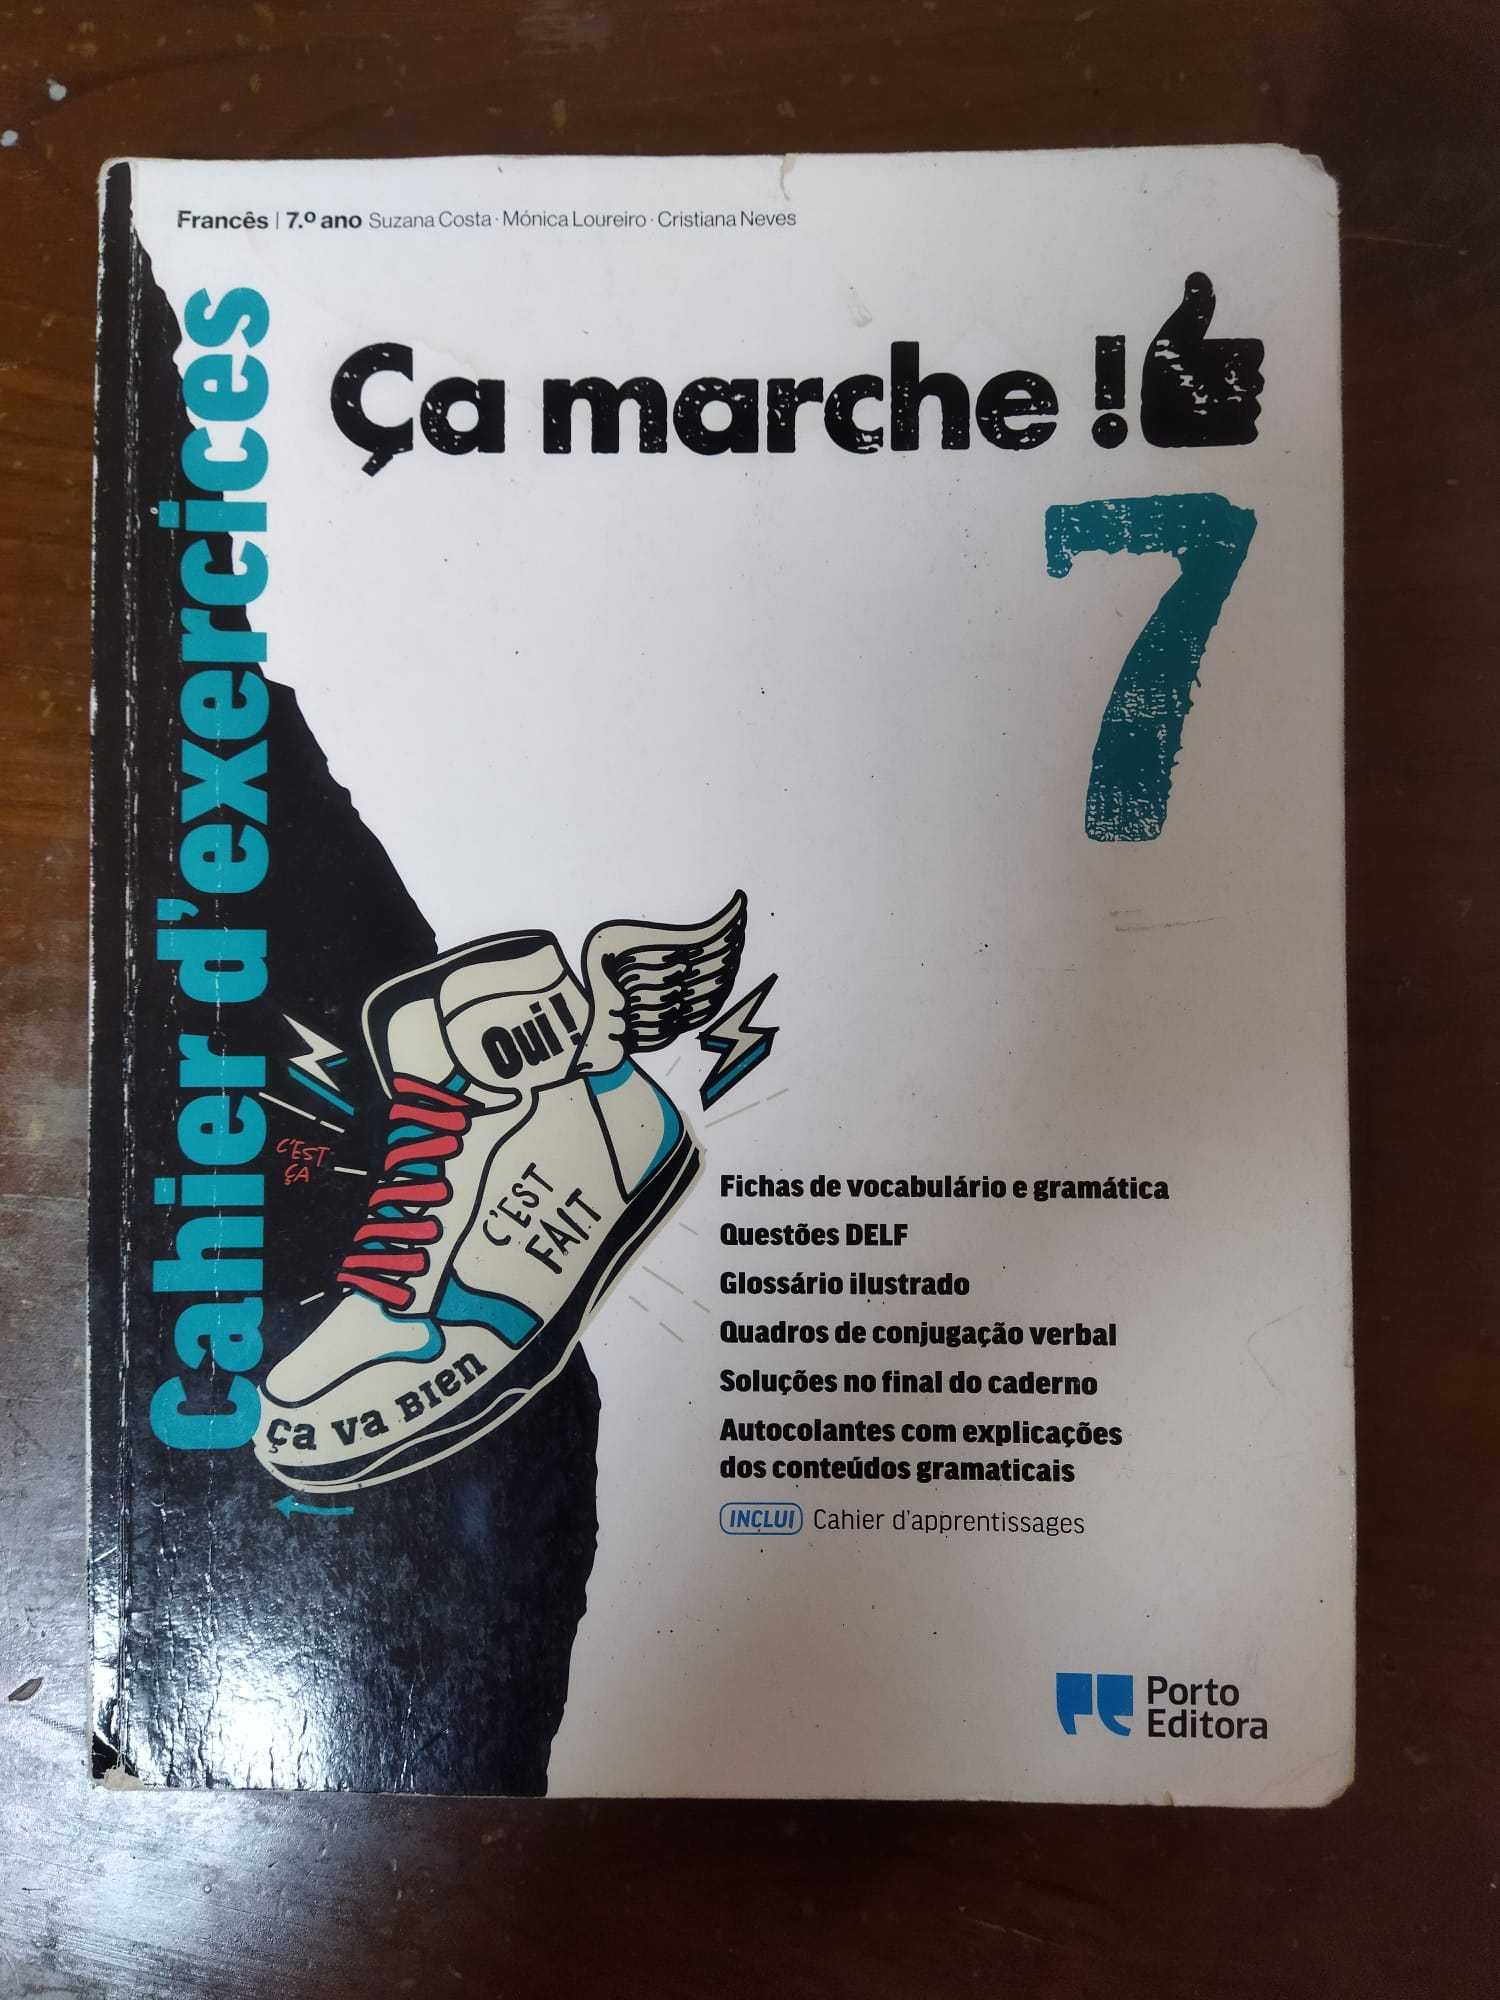 Francês | 7.º ano Suzana Costa · Mónica Loureiro · Cristiana Neves
Ça marche !
7
Cahier d'exercices
Oui !
C'EST
ÇA
C'EST
FAIT
Ça va BIen
Fichas de vocabulário e gramática
Questões DELF
Glossário ilustrado
Quadros de conjugação verbal
Soluções no final do caderno
Autocolantes com explicações
dos conteúdos gramaticais
INCLUI Cahier d'apprentissages
Porto
Editora